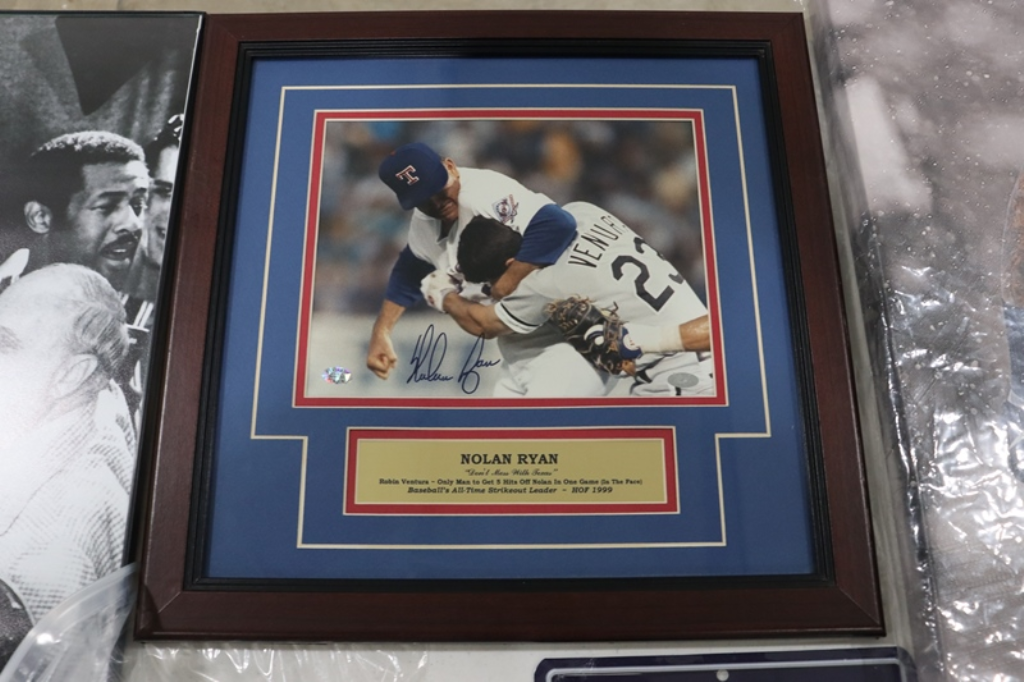 T
VENTURA
23
Nolan Ryan
NOLAN RYAN
"Don't Mess With Texas"
Robin Ventura - Only Man to Get 5 Hits Off Nolan In One Game (In The Face)
Baseball's All-Time Strikeout Leader ~ HOF 1999